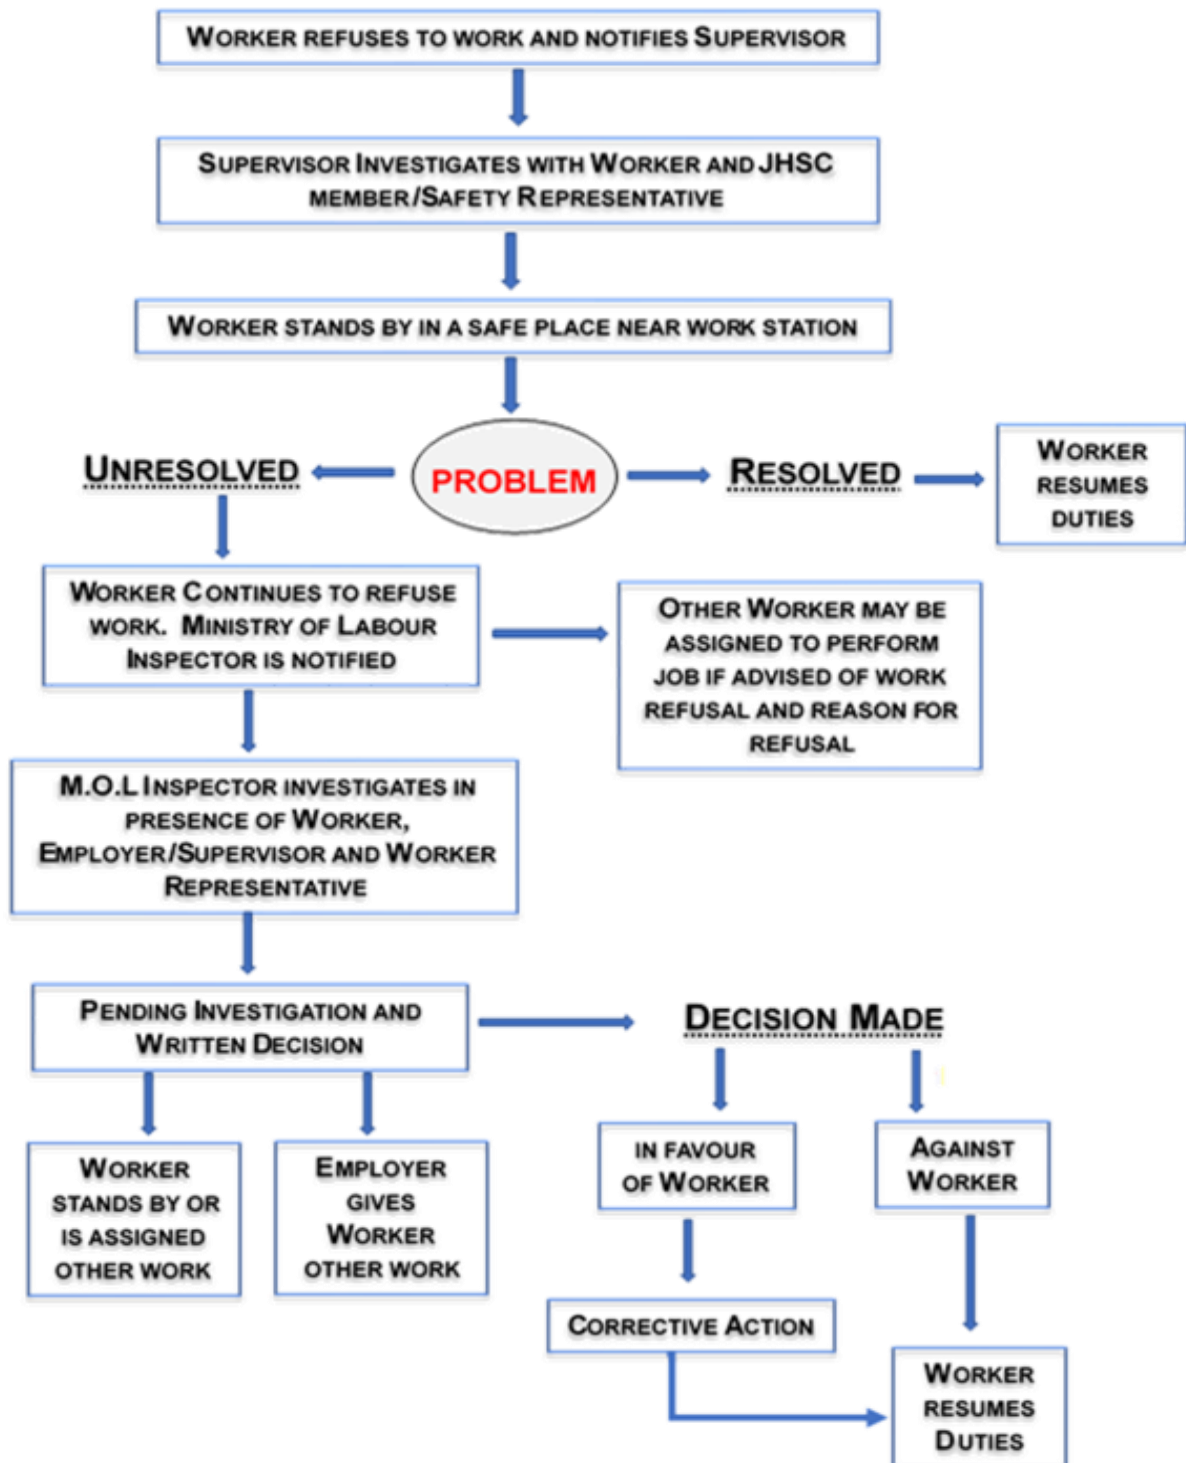 WORKER REFUSES TO WORK AND NOTIFIES SUPERVISOR
SUPERVISOR INVESTIGATES WITH WORKER AND JHSC
MEMBER/SAFETY REPRESENTATIVE
WORKER STANDS BY IN A SAFE PLACE NEAR WORK STATION
UNRESOLVED
PROBLEM
RESOLVED
WORKER
RESUMES
DUTIES
WORKER CONTINUES TO REFUSE
WORK. MINISTRY OF LABOUR
INSPECTOR IS NOTIFIED
OTHER WORKER MAY BE
ASSIGNED TO PERFORM
JOB IF ADVISED OF WORK
REFUSAL AND REASON FOR
REFUSAL
M.O.L INSPECTOR INVESTIGATES IN
PRESENCE OF WORKER,
EMPLOYER/SUPERVISOR AND WORKER
REPRESENTATIVE
PENDING INVESTIGATION AND
WRITTEN DECISION
DECISION MADE
WORKER
STANDS BY OR
IS ASSIGNED
OTHER WORK
EMPLOYER
GIVES
WORKER
OTHER WORK
IN FAVOUR
OF WORKER
AGAINST
WORKER
CORRECTIVE ACTION
WORKER
RESUMES
DUTIES